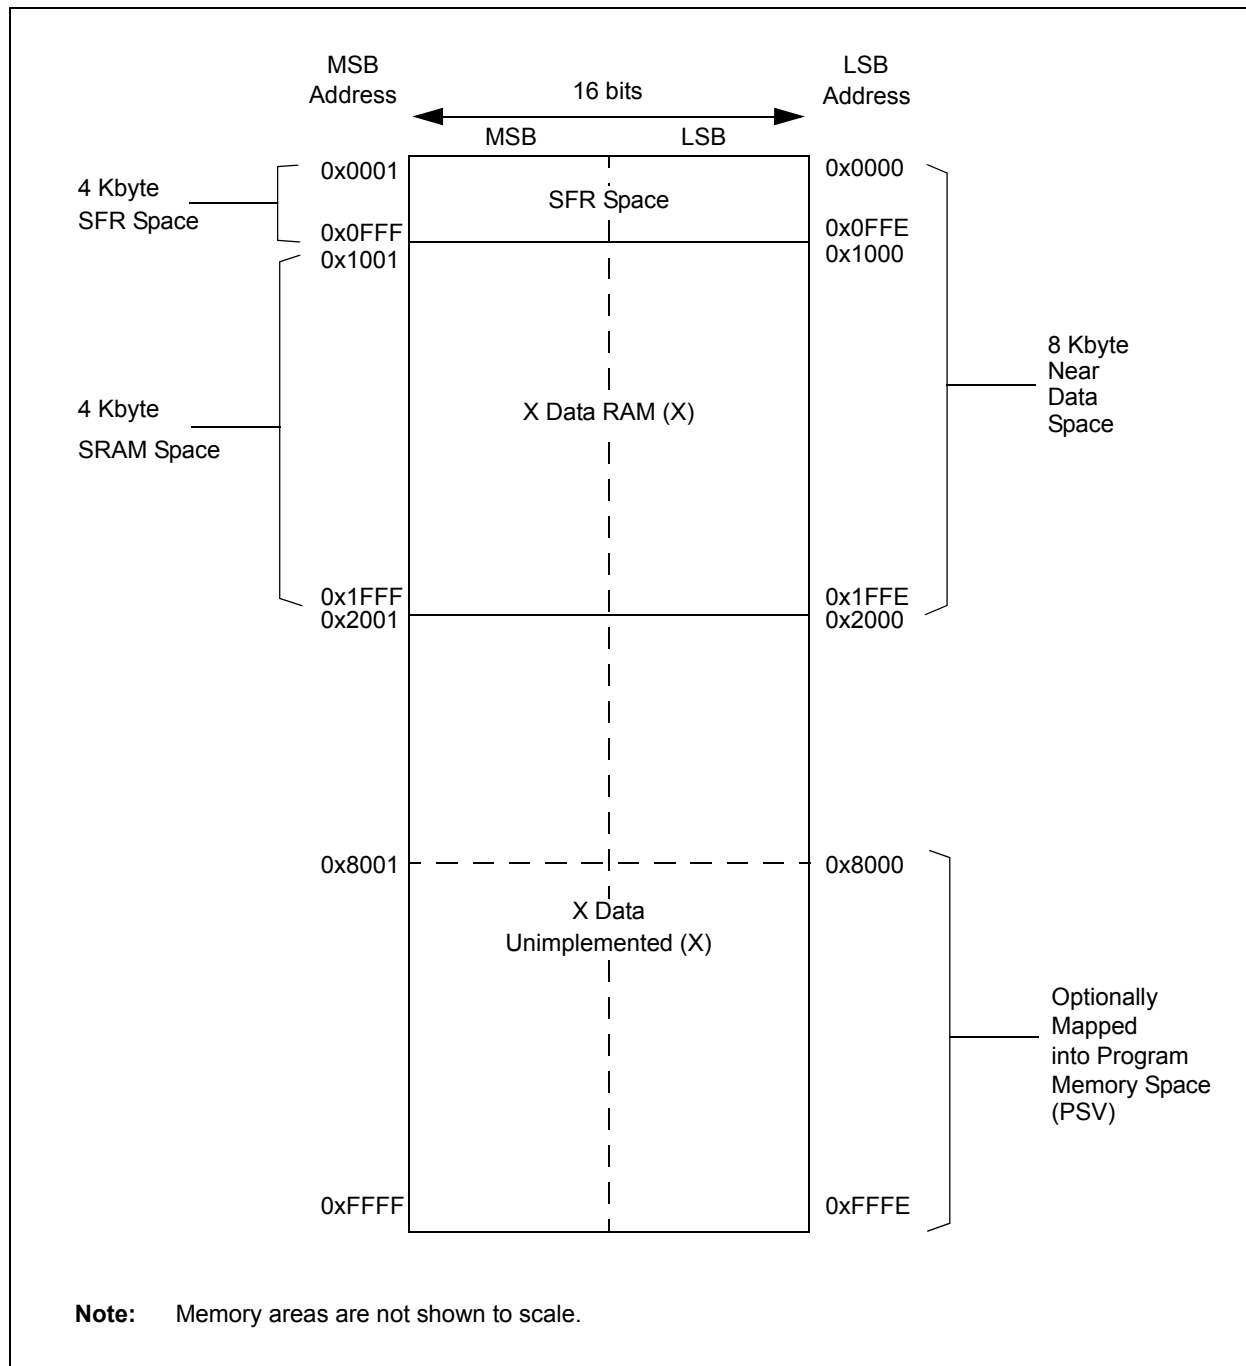 MSB
Address
16 bits
LSB
Address
MSB
LSB
0x0001
0x0000
4 Kbyte
SFR Space
SFR Space
0x0FFF
0x0FFE
0x1001
0x1000
8 Kbyte
Near
Data
Space
4 Kbyte
SRAM Space
X Data RAM (X)
0x1FFF
0x1FFE
0x2001
0x2000
0x8001
0x8000
X Data
Unimplemented (X)
Optionally
Mapped
into Program
Memory Space
(PSV)
0xFFFF
0xFFFE
Note: Memory areas are not shown to scale.